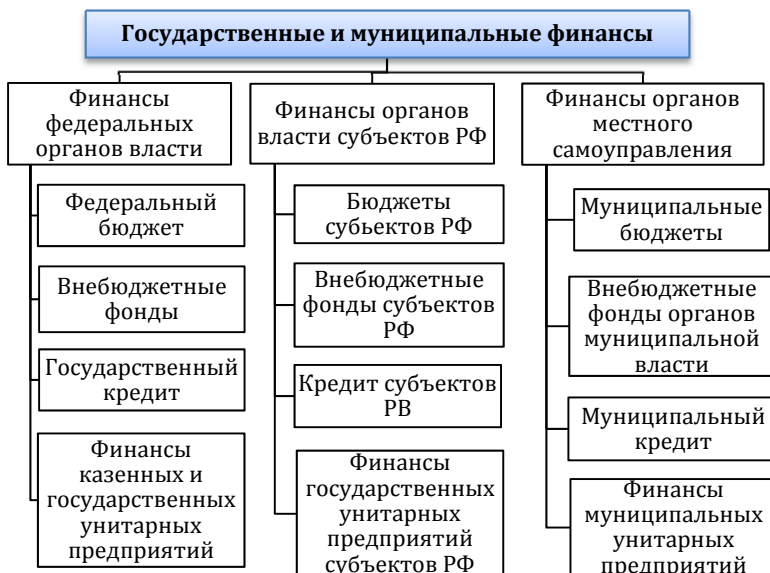 Государственные и муниципальные финансы
Финансы
федеральных
органов власти
Федеральный
бюджет
Внебюджетные
фонды
Государственный
кредит
Финансы
казенных и
государственных
унитарных
предприятий
Финансы органов
власти субъектов РФ
Бюджеты
субьектов РФ
Внебюджетные
фонды субъектов
РФ
Кредит субъектов
РВ
Финансы
государственных
унитарных
предприятий
субъектов РФ
Финансы органов
местного
самоуправления
Муниципальные
бюджеты
Внебюджетные
фонды органов
муниципальной
власти
Муниципальный
кредит
Финансы
муниципальных
унитарных
предприятий